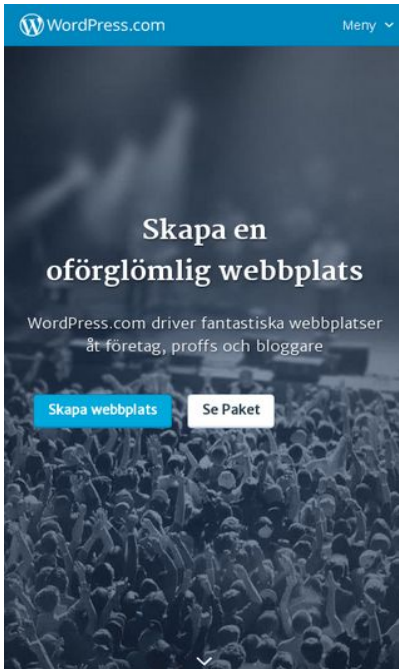 WordPress.com
Meny
Skapa en
oförglömlig webbplats
WordPress.com driver fantastiska webbplatser
åt företag, proffs och bloggare
Skapa webbplats
Se Paket